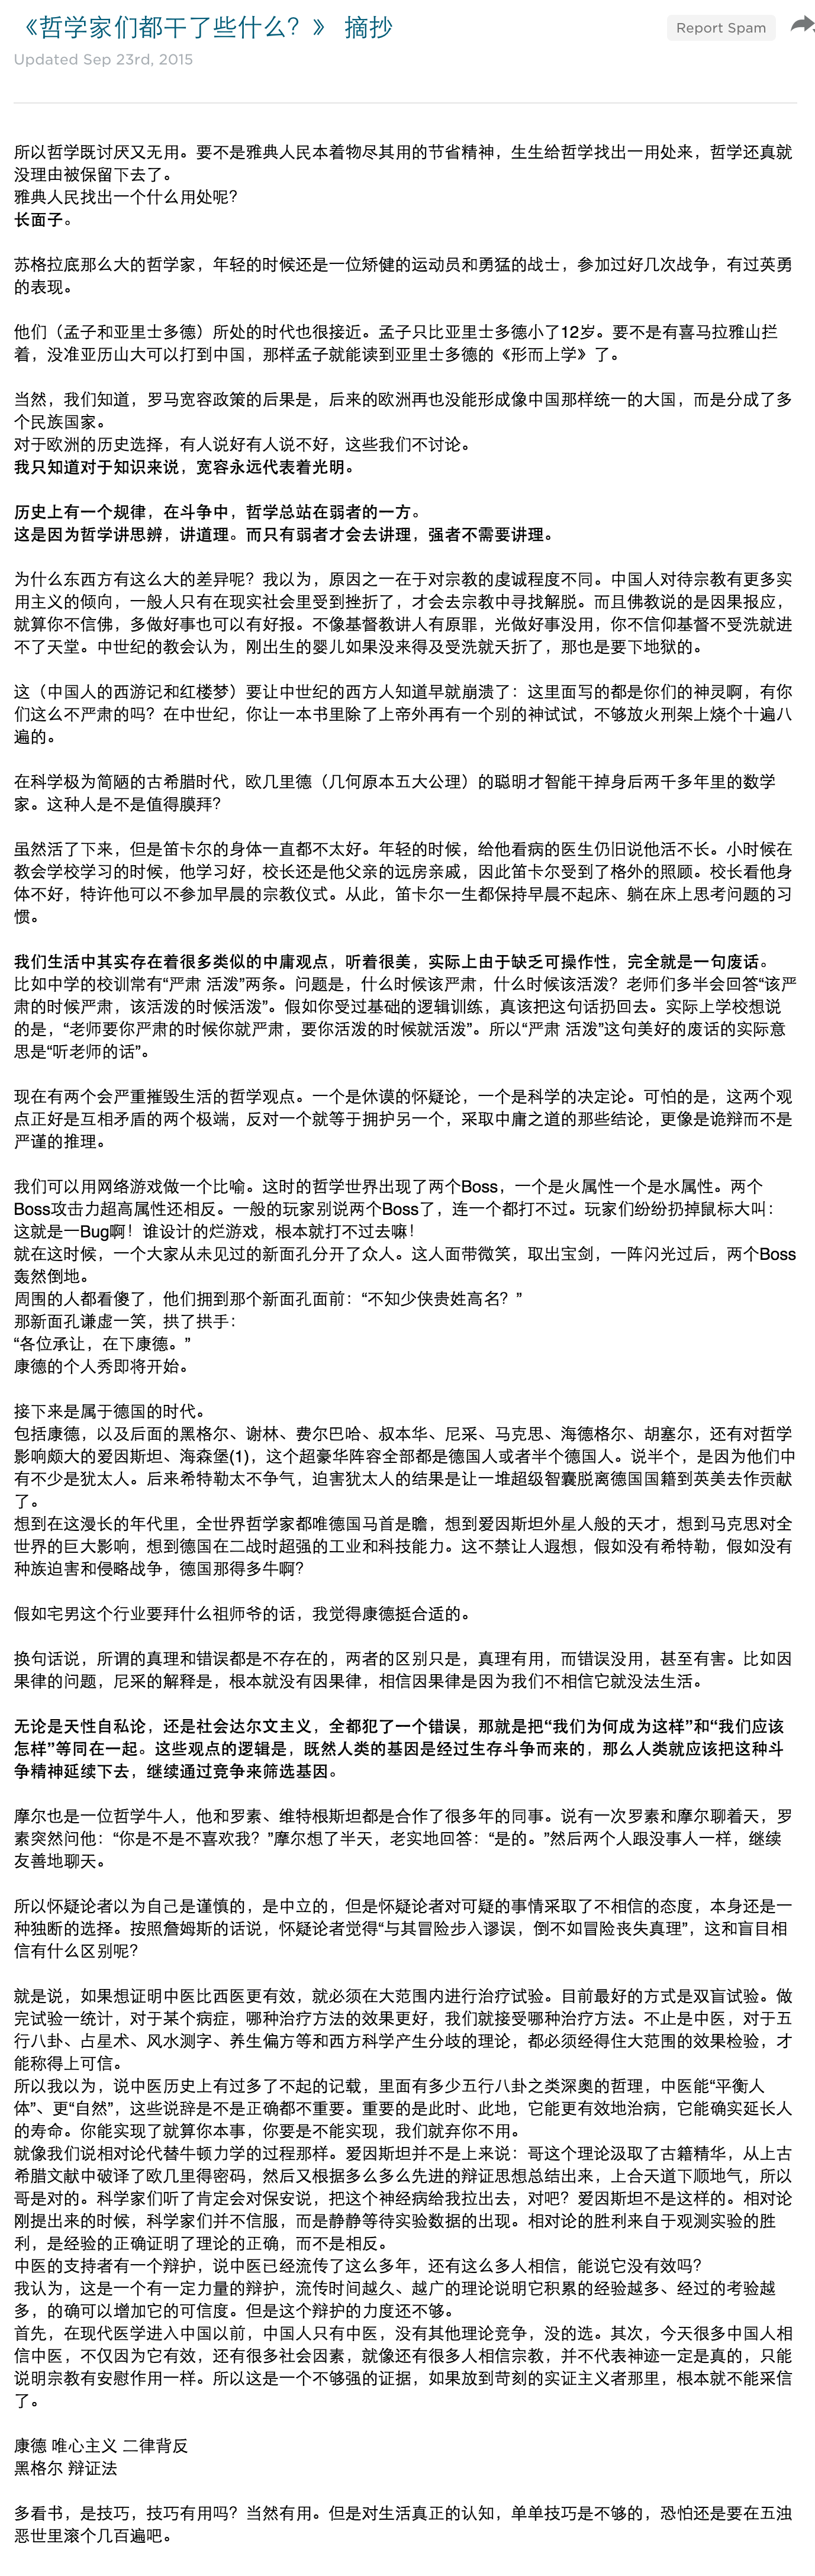 《哲学家们都干了些什么？》 摘抄
Report Spam
Updated Sep 23rd, 2015
所以哲学既讨厌又无用。要不是雅典人民本着物尽其用的节省精神，生生给哲学找出一用处来，哲学还真就
没理由被保留下去了。
雅典人民找出一个什么用处呢？
长面子。
苏格拉底那么大的哲学家，年轻的时候还是一位矫健的运动员和勇猛的战士，参加过好几次战争，有过英勇
的表现。
他们（孟子和亚里士多德）所处的时代也很接近。孟子只比亚里士多德小了12岁。要不是有喜马拉雅山拦
着，没准亚历山大可以打到中国，那样孟子就能读到亚里士多德的《形而上学》了。
当然，我们知道，罗马宽容政策的后果是，后来的欧洲再也没能形成像中国那样统一的大国，而是分成了多
个民族国家。
对于欧洲的历史选择，有人说好有人说不好，这些我们不讨论。
我只知道对于知识来说，宽容永远代表着光明。
历史上有一个规律，在斗争中，哲学总站在弱者的一方。
这是因为哲学讲思辨，讲道理。而只有弱者才会去讲理，强者不需要讲理。
为什么东西方有这么大的差异呢？我以为，原因之一在于对宗教的虔诚程度不同。中国人对待宗教有更多实
用主义的倾向，一般人只有在现实社会里受到挫折了，才会去宗教中寻找解脱。而且佛教说的是因果报应，
就算你不信佛，多做好事也可以有好报。不像基督教讲人有原罪，光做好事没用，你不信仰基督不受洗就进
不了天堂。中世纪的教会认为，刚出生的婴儿如果没来得及受洗就夭折了，那也是要下地狱的。
这（中国人的西游记和红楼梦）要让中世纪的西方人知道早就崩溃了：这里面写的都是你们的神灵啊，有你
们这么不严肃的吗？在中世纪，你让一本书里除了上帝外再有一个别的神试试，不够放火刑架上烧个十遍八
遍的。
在科学极为简陋的古希腊时代，欧几里德（几何原本五大公理）的聪明才智能干掉身后两千多年里的数学
家。这种人是不是值得膜拜？
虽然活了下来，但是笛卡尔的身体一直都不太好。年轻的时候，给他看病的医生仍旧说他活不长。小时候在
教会学校学习的时候，他学习好，校长还是他父亲的远房亲戚，因此笛卡尔受到了格外的照顾。校长看他身
体不好，特许他可以不参加早晨的宗教仪式。从此，笛卡尔一生都保持早晨不起床、躺在床上思考问题的习
惯。
我们生活中其实存在着很多类似的中庸观点，听着很美，实际上由于缺乏可操作性，完全就是一句废话。
比如中学的校训常有“严肃 活泼”两条。问题是，什么时候该严肃，什么时候该活泼？老师们多半会回答“该严
肃的时候严肃，该活泼的时候活泼”。假如你受过基础的逻辑训练，真该把这句话扔回去。实际上学校想说
的是，“老师要你严肃的时候你就严肃，要你活泼的时候就活泼”。所以“严肃 活泼”这句美好的废话的实际意
思是“听老师的话”。
现在有两个会严重摧毁生活的哲学观点。一个是休谟的怀疑论，一个是科学的决定论。可怕的是，这两个观
点正好是互相矛盾的两个极端，反对一个就等于拥护另一个，采取中庸之道的那些结论，更像是诡辩而不是
严谨的推理。
我们可以用网络游戏做一个比喻。这时的哲学世界出现了两个Boss，一个是火属性一个是水属性。两个
Boss攻击力超高属性还相反。一般的玩家别说两个Boss了，连一个都打不过。玩家们纷纷扔掉鼠标大叫：
这就是一Bug啊！谁设计的烂游戏，根本就打不过去嘛！
就在这时候，一个大家从未见过的新面孔分开了众人。这人面带微笑，取出宝剑，一阵闪光过后，两个Boss
轰然倒地。
周围的人都看傻了，他们拥到那个新面孔面前：“不知少侠贵姓高名？”
那新面孔谦虚一笑，拱了拱手：
“各位承让，在下康德。”
康德的个人秀即将开始。
接下来是属于德国的时代。
包括康德，以及后面的黑格尔、谢林、费尔巴哈、叔本华、尼采、马克思、海德格尔、胡塞尔，还有对哲学
影响颇大的爱因斯坦、海森堡(1)，这个超豪华阵容全部都是德国人或者半个德国人。说半个，是因为他们中
有不少是犹太人。后来希特勒太不争气，迫害犹太人的结果是让一堆超级智囊脱离德国国籍到英美去作贡献
了。
想到在这漫长的年代里，全世界哲学家都唯德国马首是瞻，想到爱因斯坦外星人般的天才，想到马克思对全
世界的巨大影响，想到德国在二战时超强的工业和科技能力。这不禁让人遐想，假如没有希特勒，假如没有
种族迫害和侵略战争，德国那得多牛啊？
假如宅男这个行业要拜什么祖师爷的话，我觉得康德挺合适的。
换句话说，所谓的真理和错误都是不存在的，两者的区别只是，真理有用，而错误没用，甚至有害。比如因
果律的问题，尼采的解释是，根本就没有因果律，相信因果律是因为我们不相信它就没法生活。
无论是天性自私论，还是社会达尔文主义，全都犯了一个错误，那就是把“我们为何成为这样”和“我们应该
怎样”等同在一起。这些观点的逻辑是，既然人类的基因是经过生存斗争而来的，那么人类就应该把这种斗
争精神延续下去，继续通过竞争来筛选基因。
摩尔也是一位哲学牛人，他和罗素、维特根斯坦都是合作了很多年的同事。说有一次罗素和摩尔聊着天，罗
素突然问他：“你是不是不喜欢我？”摩尔想了半天，老实地回答：“是的。”然后两个人跟没事人一样，继续
友善地聊天。
所以怀疑论者以为自己是谨慎的，是中立的，但是怀疑论者对可疑的事情采取了不相信的态度，本身还是一
种独断的选择。按照詹姆斯的话说，怀疑论者觉得“与其冒险步入谬误，倒不如冒险丧失真理”，这和盲目相
信有什么区别呢？
就是说，如果想证明中医比西医更有效，就必须在大范围内进行治疗试验。目前最好的方式是双盲试验。做
完试验一统计，对于某个病症，哪种治疗方法的效果更好，我们就接受哪种治疗方法。不止是中医，对于五
行八卦、占星术、风水测字、养生偏方等和西方科学产生分歧的理论，都必须经得住大范围的效果检验，才
能称得上可信。
所以我以为，说中医历史上有过多了不起的记载，里面有多少五行八卦之类深奥的哲理，中医能“平衡人
体”、更“自然”，这些说辞是不是正确都不重要。重要的是此时、此地，它能更有效地治病，它能确实延长人
的寿命。你能实现了就算你本事，你要是不能实现，我们就弃你不用。
就像我们说相对论代替牛顿力学的过程那样。爱因斯坦并不是上来说：哥这个理论汲取了古籍精华，从上古
希腊文献中破译了欧几里得密码，然后又根据多么多么先进的辩证思想总结出来，上合天道下顺地气，所以
哥是对的。科学家们听了肯定会对保安说，把这个神经病给我拉出去，对吧？爱因斯坦不是这样的。相对论
刚提出来的时候，科学家们并不信服，而是静静等待实验数据的出现。相对论的胜利来自于观测实验的胜
利，是经验的正确证明了理论的正确，而不是相反。
中医的支持者有一个辩护，说中医已经流传了这么多年，还有这么多人相信，能说它没有效吗？
我认为，这是一个有一定力量的辩护，流传时间越久、越广的理论说明它积累的经验越多、经过的考验越
多，的确可以增加它的可信度。但是这个辩护的力度还不够。
首先，在现代医学进入中国以前，中国人只有中医，没有其他理论竞争，没的选。其次，今天很多中国人相
信中医，不仅因为它有效，还有很多社会因素，就像还有很多人相信宗教，并不代表神迹一定是真的，只能
说明宗教有安慰作用一样。所以这是一个不够强的证据，如果放到苛刻的实证主义者那里，根本就不能采信
了。
康德 唯心主义 二律背反
黑格尔 辩证法
多看书，是技巧，技巧有用吗？当然有用。但是对生活真正的认知，单单技巧是不够的，恐怕还是要在五浊
恶世里滚个几百遍吧。